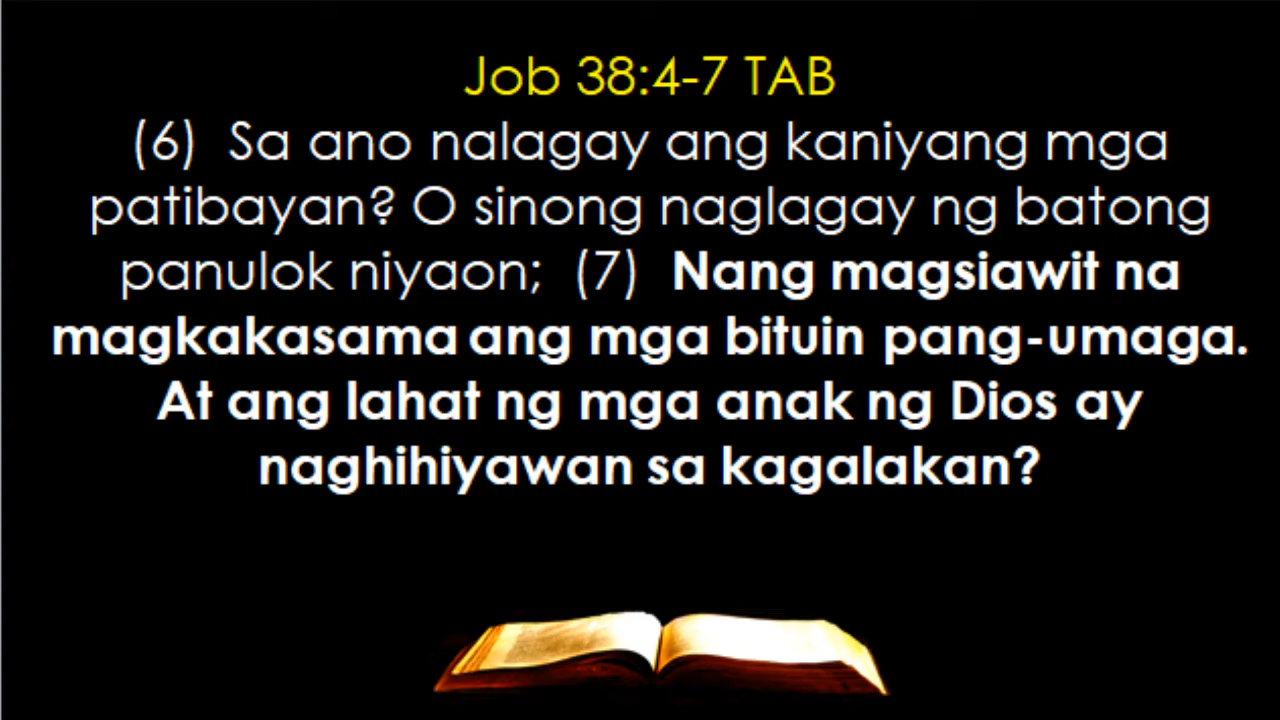 Job 38:4-7 TAB
(6)  Sa ano nalagay ang kaniyang mga
patibayan? O sinong naglagay ng batong
panulok niyaon;  (7)  Nang magsiawit na
magkakasama ang mga bituin pang-umaga.
At ang lahat ng mga anak ng Dios ay
naghihiyawan sa kagalakan?